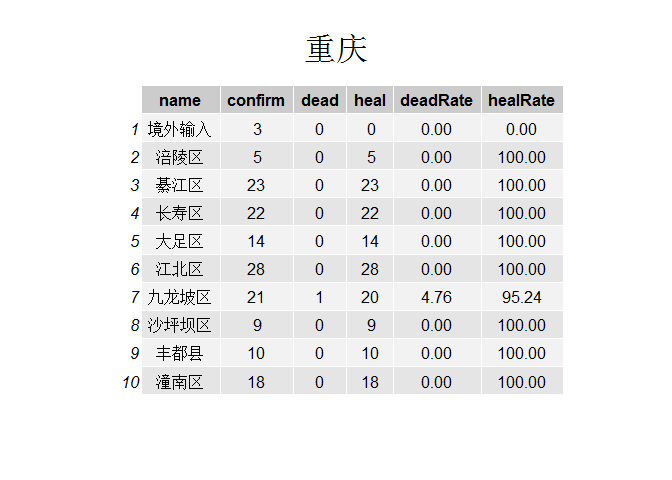 重庆
name confirm dead heal deadRate healRate
1 境外输入 3 0 0 0.00 0.00
2 涪陵区 5 0 5 0.00 100.00
3 綦江区 23 0 23 0.00 100.00
4 长寿区 22 0 22 0.00 100.00
5 大足区 14 0 14 0.00 100.00
6 江北区 28 0 28 0.00 100.00
7 九龙坡区 21 1 20 4.76 95.24
8 沙坪坝区 9 0 9 0.00 100.00
9 丰都县 10 0 10 0.00 100.00
10 潼南区 18 0 18 0.00 100.00